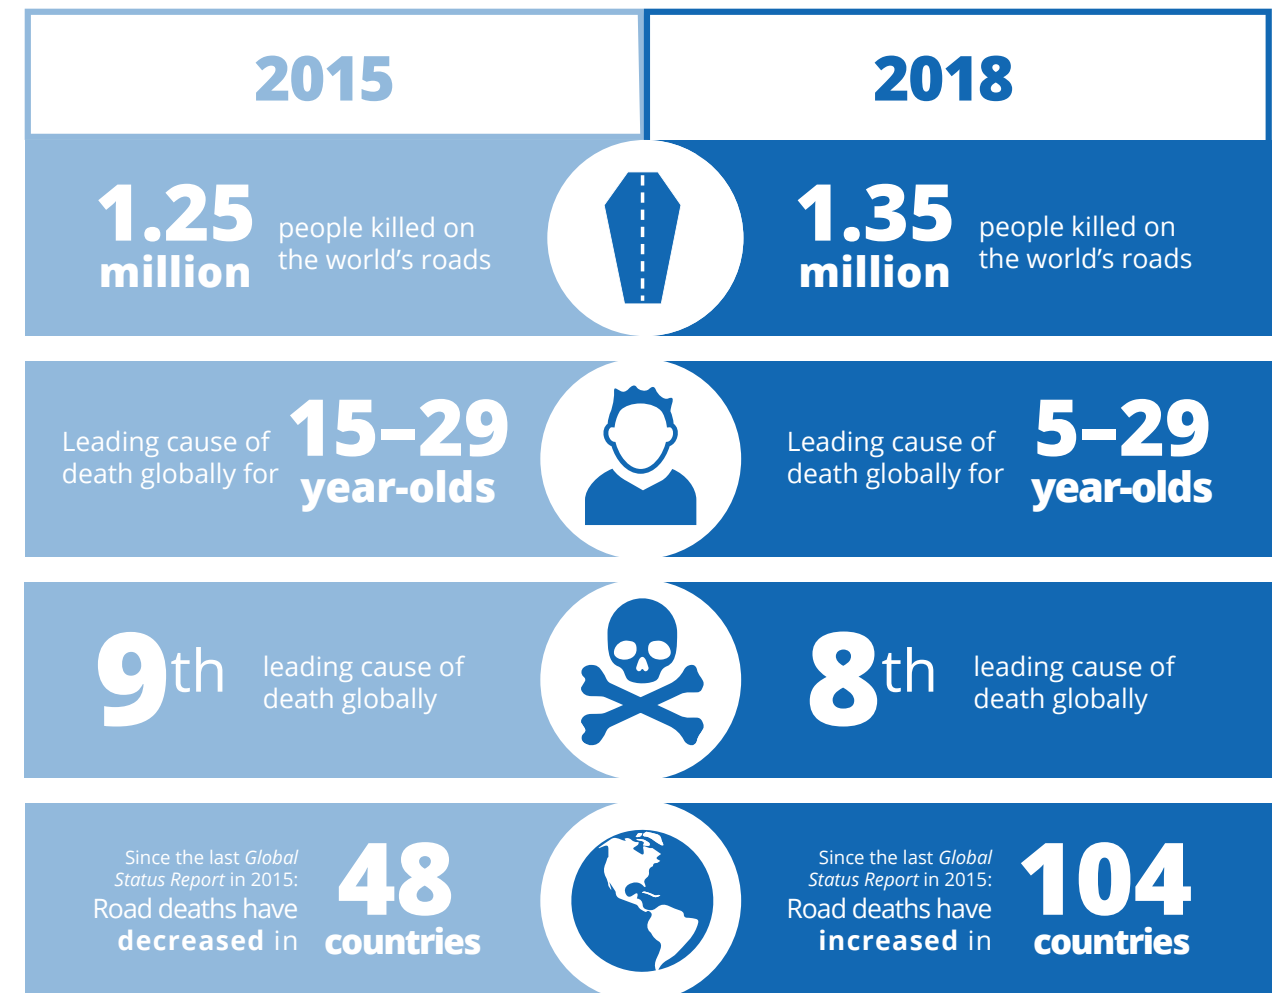 2015
2018
1.25
million
people killed on
the world's roads
1.35
million
people killed on
the world's roads
Leading cause of
death globally for
15–29
year-olds
Leading cause of
death globally for
5–29
year-olds
9th
leading cause of
death globally
8th
leading cause of
death globally
Since the last Global
Status Report in 2015:
Road deaths have
decreased in
48
countries
Since the last Global
Status Report in 2015:
Road deaths have
increased in
104
countries